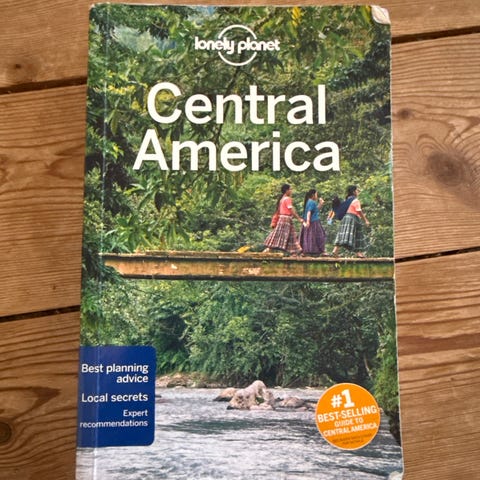 lonely planet
Central
America
Best planning
advice
Local secrets
Expert
recommendations
#1
BEST-SELLING
GUIDE TO
CENTRAL AMERICA